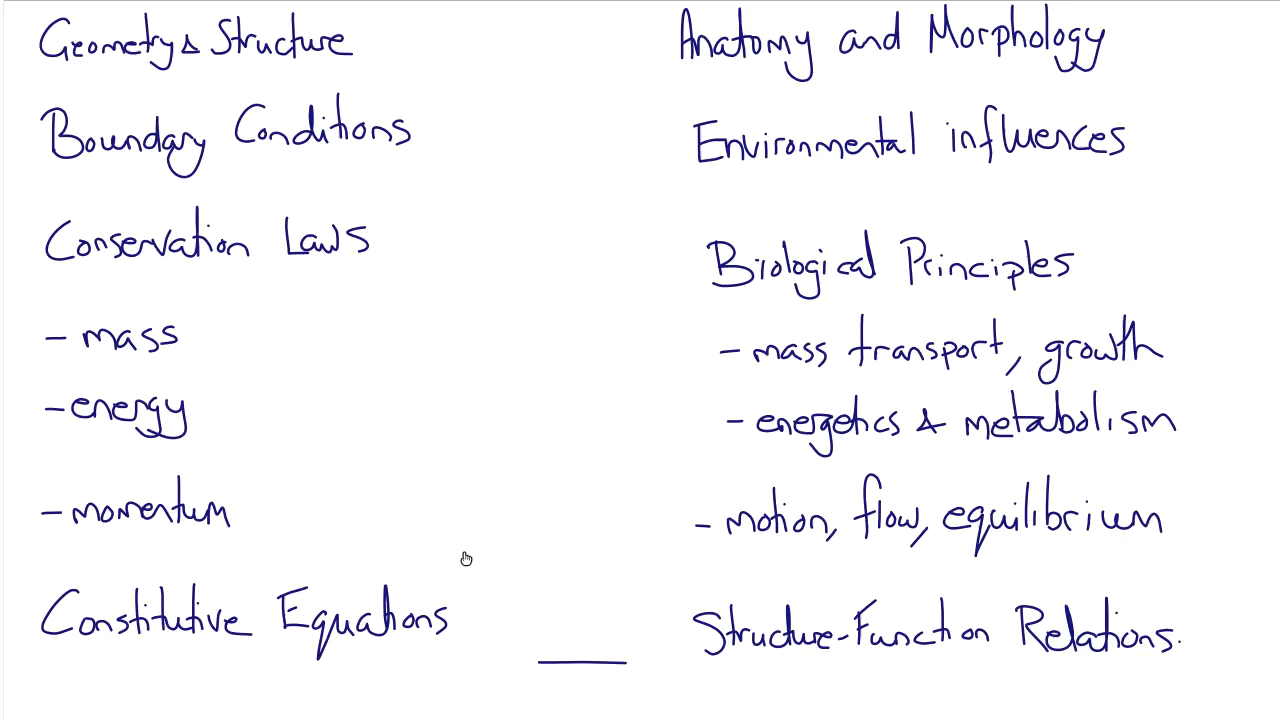 Geometry & Structure
Anatomy and Morphology
Boundary Conditions
Environmental influences
Conservation Laws
Biological Principles
- mass
- mass transport, growth
- energy
- energetics & metabolism
- momentum
- motion, flow, equilibrium
Constitutive Equations
Structure-Function Relations.